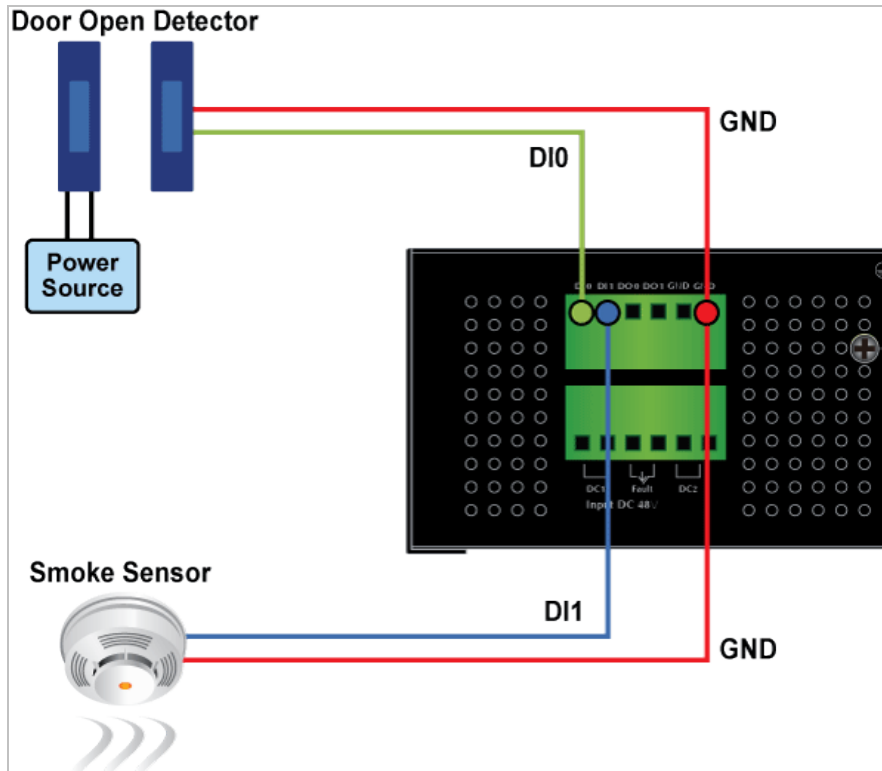 Door Open Detector
GND
DI0
Power
Source
DI0 DI1 DO0 DO1 GND GND
DC1 Fault DC2
Input DC 48V
Smoke Sensor
DI1
GND